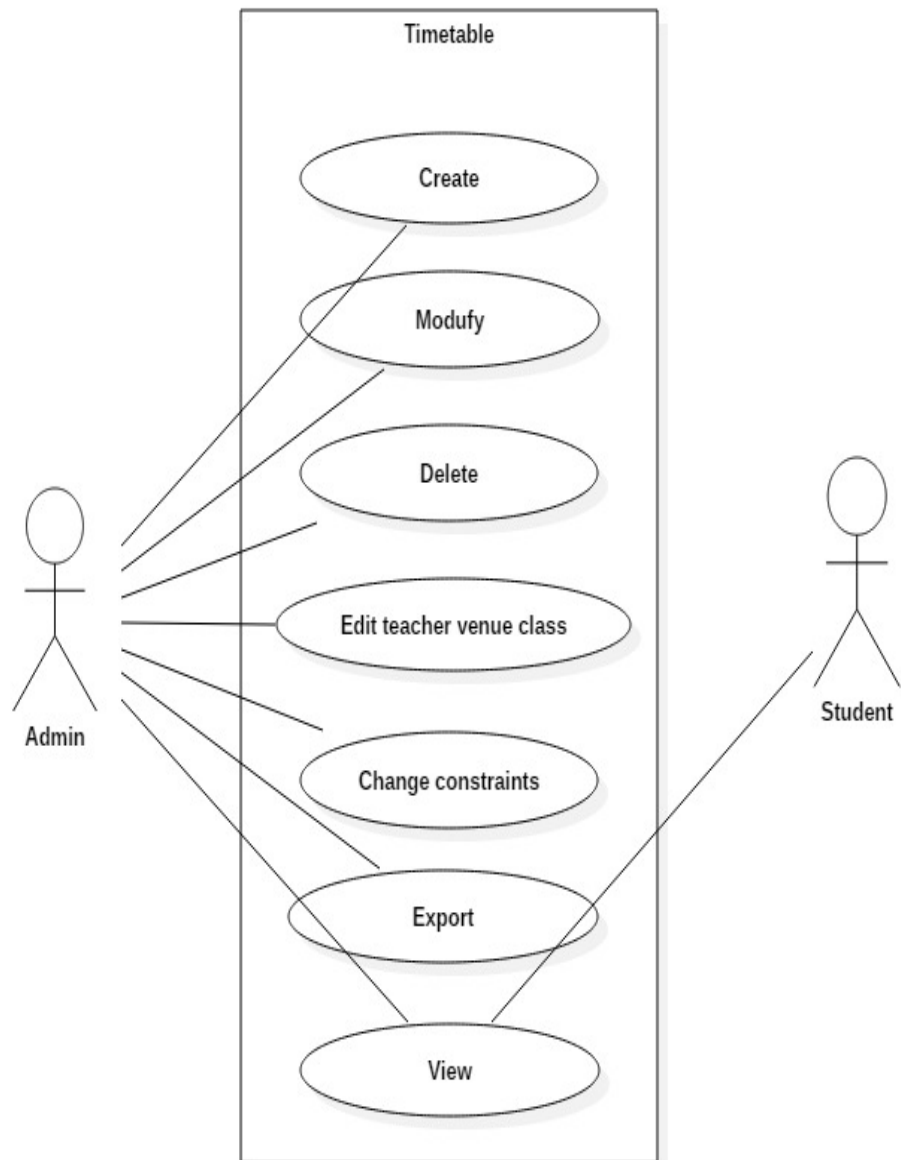 Timetable
Create
Modufy
Delete
Edit teacher venue class
Admin
Student
Change constraints
Export
View